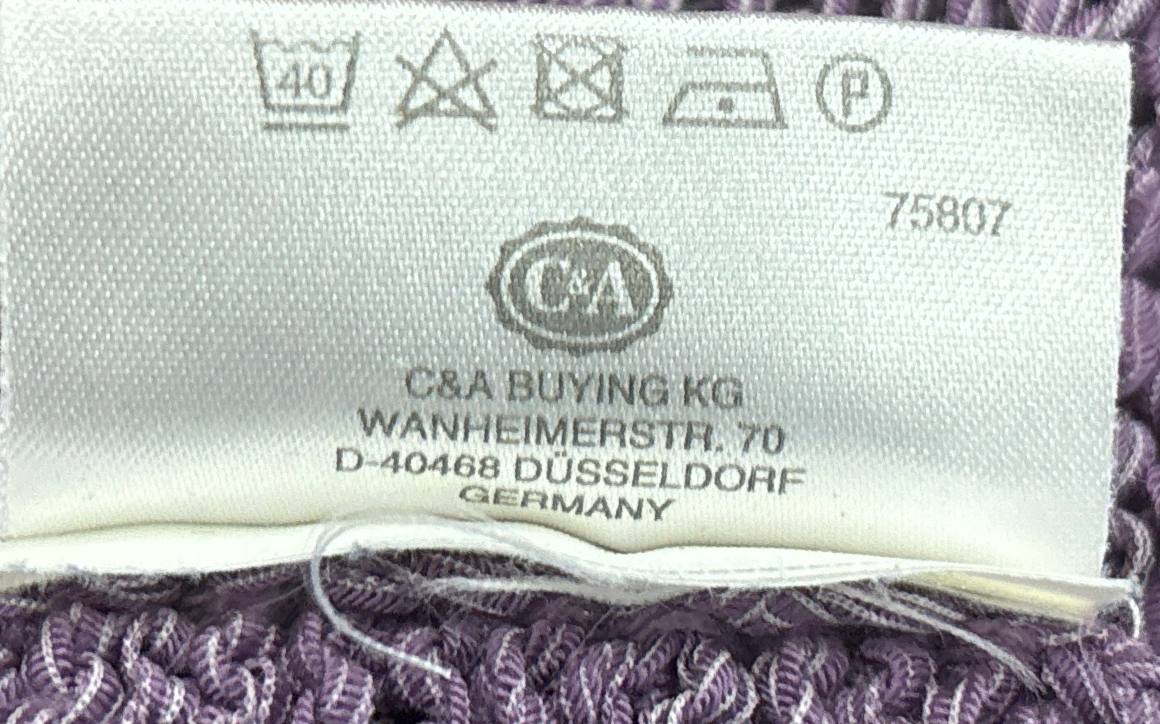 40 P
75807
C&A
C&A BUYING KG
WANHEIMERSTR. 70
D-40468 DÜSSELDORF
GERMANY